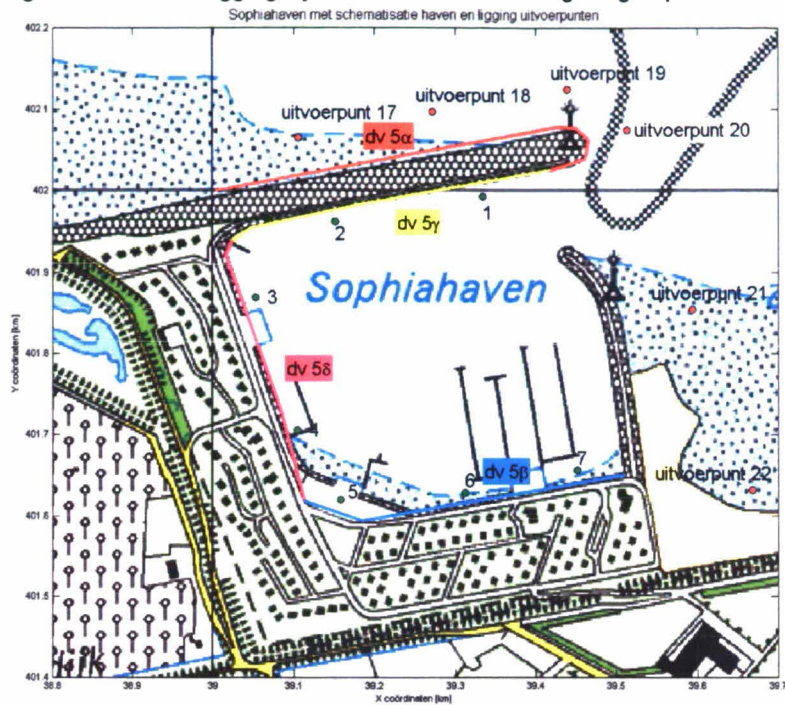 Sophiahaven met schematisatie haven en ligging uitvoerpunten
402.2
402.1
402
401.9
401.8
401.7
401.6
401.5
401.4
Y coördinaten [km]
uitvoerpunt 17
uitvoerpunt 18
uitvoerpunt 19
uitvoerpunt 20
dv 5α
dv 5γ
1
2
3
Sophiahaven
uitvoerpunt 21
dv 5δ
4
5
6
dv 5β
7
uitvoerpunt 22
38.8
38.9
39
39.1
39.2
39.3
39.4
39.5
39.6
39.7
X coördinaten [km]